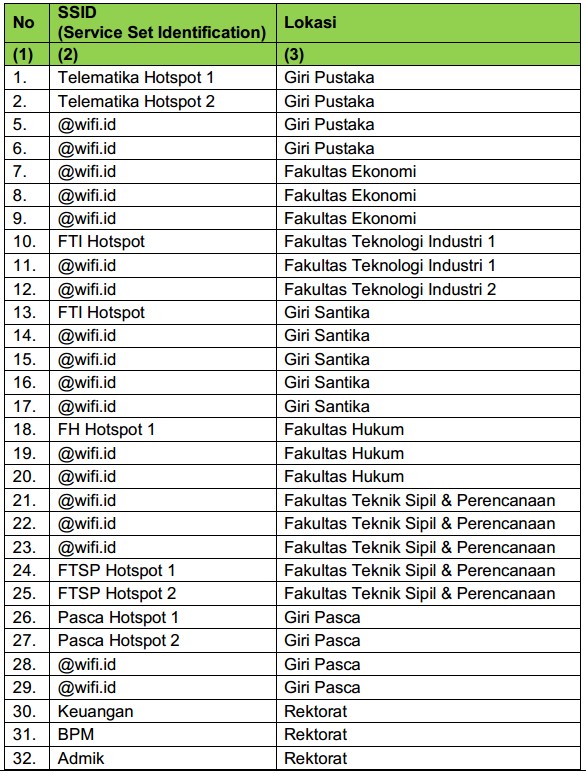 No SSID (Service Set Identification) Lokasi
(1) (2) (3)
1. Telematika Hotspot 1 Giri Pustaka
2. Telematika Hotspot 2 Giri Pustaka
5. @wifi.id Giri Pustaka
6. @wifi.id Giri Pustaka
7. @wifi.id Fakultas Ekonomi
8. @wifi.id Fakultas Ekonomi
9. @wifi.id Fakultas Ekonomi
10. FTI Hotspot Fakultas Teknologi Industri 1
11. @wifi.id Fakultas Teknologi Industri 1
12. @wifi.id Fakultas Teknologi Industri 2
13. FTI Hotspot Giri Santika
14. @wifi.id Giri Santika
15. @wifi.id Giri Santika
16. @wifi.id Giri Santika
17. @wifi.id Giri Santika
18. FH Hotspot 1 Fakultas Hukum
19. @wifi.id Fakultas Hukum
20. @wifi.id Fakultas Hukum
21. @wifi.id Fakultas Teknik Sipil & Perencanaan
22. @wifi.id Fakultas Teknik Sipil & Perencanaan
23. @wifi.id Fakultas Teknik Sipil & Perencanaan
24. FTSP Hotspot 1 Fakultas Teknik Sipil & Perencanaan
25. FTSP Hotspot 2 Fakultas Teknik Sipil & Perencanaan
26. Pasca Hotspot 1 Giri Pasca
27. Pasca Hotspot 2 Giri Pasca
28. @wifi.id Giri Pasca
29. @wifi.id Giri Pasca
30. Keuangan Rektorat
31. BPM Rektorat
32. Admik Rektorat